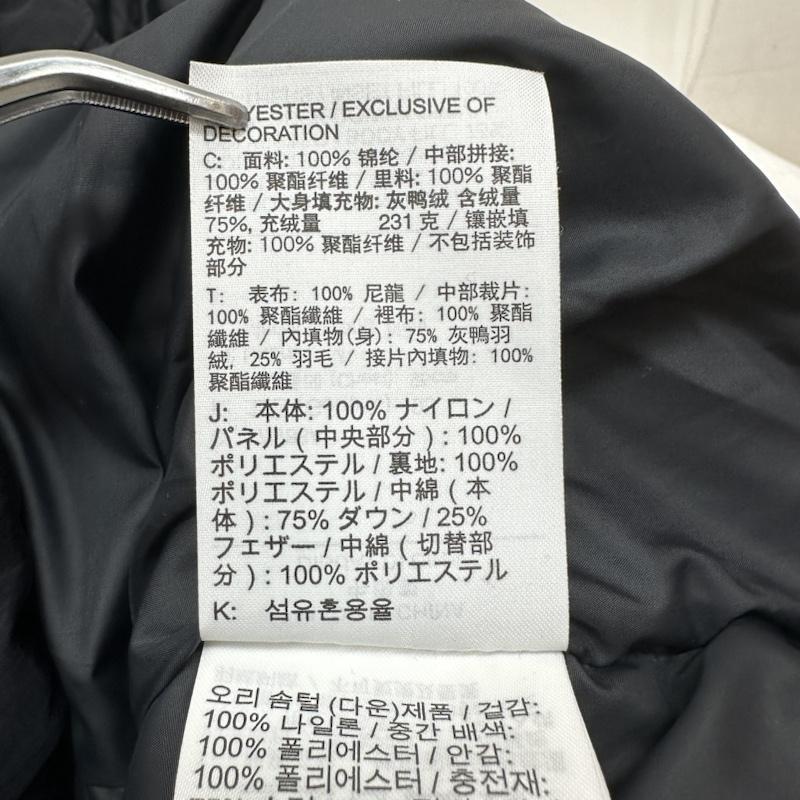 YESTER / EXCLUSIVE OF
DECORATION
C: 面料: 100% 锦纶 / 中部拼接:
100% 聚酯纤维 / 里料: 100% 聚酯
纤维 / 大身填充物: 灰鸭绒 含绒量
75%, 充绒量 231 克 / 镶嵌填
充物: 100% 聚酯纤维 / 不包括装饰
部分
T: 表布: 100% 尼龍 / 中部裁片:
100% 聚酯纖維 / 裡布: 100% 聚酯
纖維 / 內填物(身): 75% 灰鴨羽
絨, 25% 羽毛 / 接片內填物: 100%
聚酯纖維
J: 本体: 100% ナイロン /
パネル ( 中央部分 ) : 100%
ポリエステル / 裏地: 100%
ポリエステル / 中綿 ( 本
体 ) : 75% ダウン / 25%
フェザー / 中綿 ( 切替部
分 ) : 100% ポリエステル
K: 섬유혼용율
오리 솜털 (다운)제품 / 겉감:
100% 나일론 / 중간 배색:
100% 폴리에스터 / 안감:
100% 폴리에스터 / 충전재: